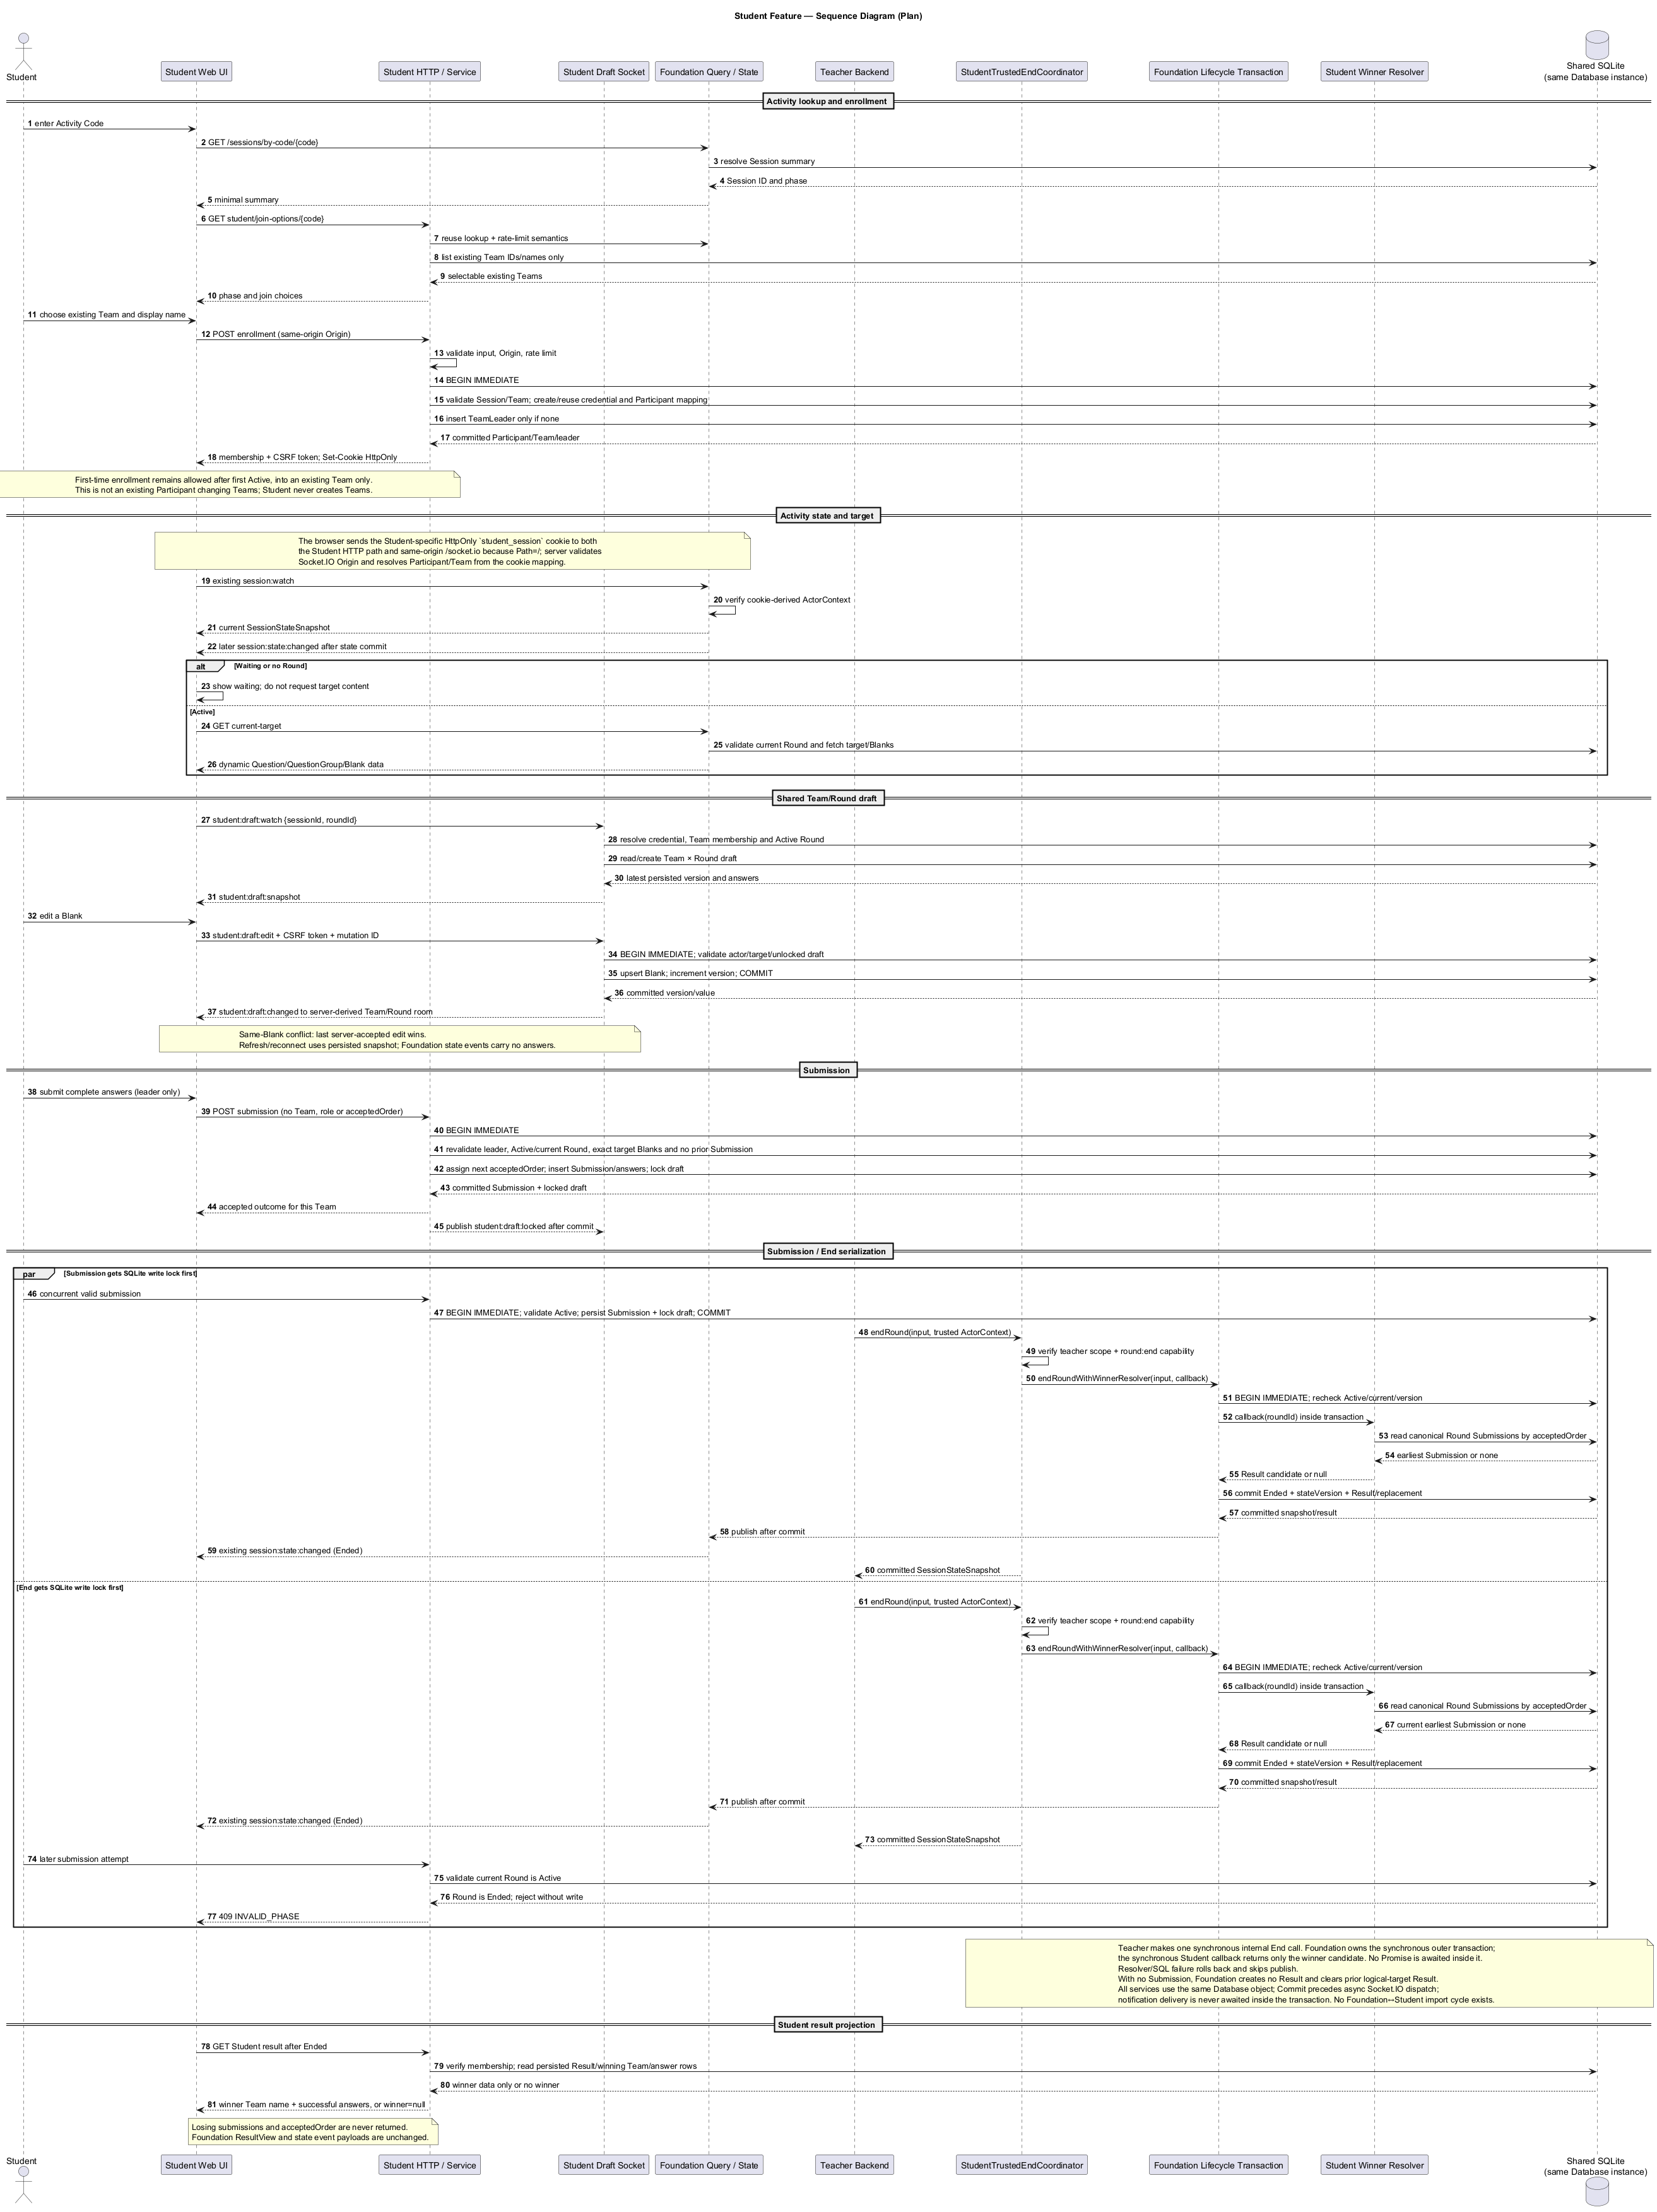 Student Feature — Sequence Diagram (Plan)
Student
Student Web UI
Student HTTP / Service
Student Draft Socket
Foundation Query / State
Teacher Backend
StudentTrustedEndCoordinator
Foundation Lifecycle Transaction
Student Winner Resolver
Shared SQLite
(same Database instance)
Activity lookup and enrollment
1 enter Activity Code
2 GET /sessions/by-code/{code}
3 resolve Session summary
4 Session ID and phase
5 minimal summary
6 GET student/join-options/{code}
7 reuse lookup + rate-limit semantics
8 list existing Team IDs/names only
9 selectable existing Teams
10 phase and join choices
11 choose existing Team and display name
12 POST enrollment (same-origin Origin)
13 validate input, Origin, rate limit
14 BEGIN IMMEDIATE
15 validate Session/Team; create/reuse credential and Participant mapping
16 insert TeamLeader only if none
17 committed Participant/Team/leader
18 membership + CSRF token; Set-Cookie HttpOnly
First-time enrollment remains allowed after first Active, into an existing Team only.
This is not an existing Participant changing Teams; Student never creates Teams.
Activity state and target
The browser sends the Student-specific HttpOnly `student_session` cookie to both
the Student HTTP path and same-origin /socket.io because Path=/; server validates
Socket.IO Origin and resolves Participant/Team from the cookie mapping.
19 existing session:watch
20 verify cookie-derived ActorContext
21 current SessionStateSnapshot
22 later session:state:changed after state commit
alt [Waiting or no Round]
23 show waiting; do not request target content
[Active]
24 GET current-target
25 validate current Round and fetch target/Blanks
26 dynamic Question/QuestionGroup/Blank data
Shared Team/Round draft
27 student:draft:watch {sessionId, roundId}
28 resolve credential, Team membership and Active Round
29 read/create Team × Round draft
30 latest persisted version and answers
31 student:draft:snapshot
32 edit a Blank
33 student:draft:edit + CSRF token + mutation ID
34 BEGIN IMMEDIATE; validate actor/target/unlocked draft
35 upsert Blank; increment version; COMMIT
36 committed version/value
37 student:draft:changed to server-derived Team/Round room
Same-Blank conflict: last server-accepted edit wins.
Refresh/reconnect uses persisted snapshot; Foundation state events carry no answers.
Submission
38 submit complete answers (leader only)
39 POST submission (no Team, role or acceptedOrder)
40 BEGIN IMMEDIATE
41 revalidate leader, Active/current Round, exact target Blanks and no prior Submission
42 assign next acceptedOrder; insert Submission/answers; lock draft
43 committed Submission + locked draft
44 accepted outcome for this Team
45 publish student:draft:locked after commit
Submission / End serialization
par [Submission gets SQLite write lock first]
46 concurrent valid submission
47 BEGIN IMMEDIATE; validate Active; persist Submission + lock draft; COMMIT
48 endRound(input, trusted ActorContext)
49 verify teacher scope + round:end capability
50 endRoundWithWinnerResolver(input, callback)
51 BEGIN IMMEDIATE; recheck Active/current/version
52 callback(roundId) inside transaction
53 read canonical Round Submissions by acceptedOrder
54 earliest Submission or none
55 Result candidate or null
56 commit Ended + stateVersion + Result/replacement
57 committed snapshot/result
58 publish after commit
59 existing session:state:changed (Ended)
60 committed SessionStateSnapshot
[End gets SQLite write lock first]
61 endRound(input, trusted ActorContext)
62 verify teacher scope + round:end capability
63 endRoundWithWinnerResolver(input, callback)
64 BEGIN IMMEDIATE; recheck Active/current/version
65 callback(roundId) inside transaction
66 read canonical Round Submissions by acceptedOrder
67 current earliest Submission or none
68 Result candidate or null
69 commit Ended + stateVersion + Result/replacement
70 committed snapshot/result
71 publish after commit
72 existing session:state:changed (Ended)
73 committed SessionStateSnapshot
74 later submission attempt
75 validate current Round is Active
76 Round is Ended; reject without write
77 409 INVALID_PHASE
Teacher makes one synchronous internal End call. Foundation owns the synchronous outer transaction;
the synchronous Student callback returns only the winner candidate. No Promise is awaited inside it.
Resolver/SQL failure rolls back and skips publish.
With no Submission, Foundation creates no Result and clears prior logical-target Result.
All services use the same Database object; Commit precedes async Socket.IO dispatch;
notification delivery is never awaited inside the transaction. No Foundation↔Student import cycle exists.
Student result projection
78 GET Student result after Ended
79 verify membership; read persisted Result/winning Team/answer rows
80 winner data only or no winner
81 winner Team name + successful answers, or winner=null
Losing submissions and acceptedOrder are never returned.
Foundation ResultView and state event payloads are unchanged.
Student
Student Web UI
Student HTTP / Service
Student Draft Socket
Foundation Query / State
Teacher Backend
StudentTrustedEndCoordinator
Foundation Lifecycle Transaction
Student Winner Resolver
Shared SQLite
(same Database instance)